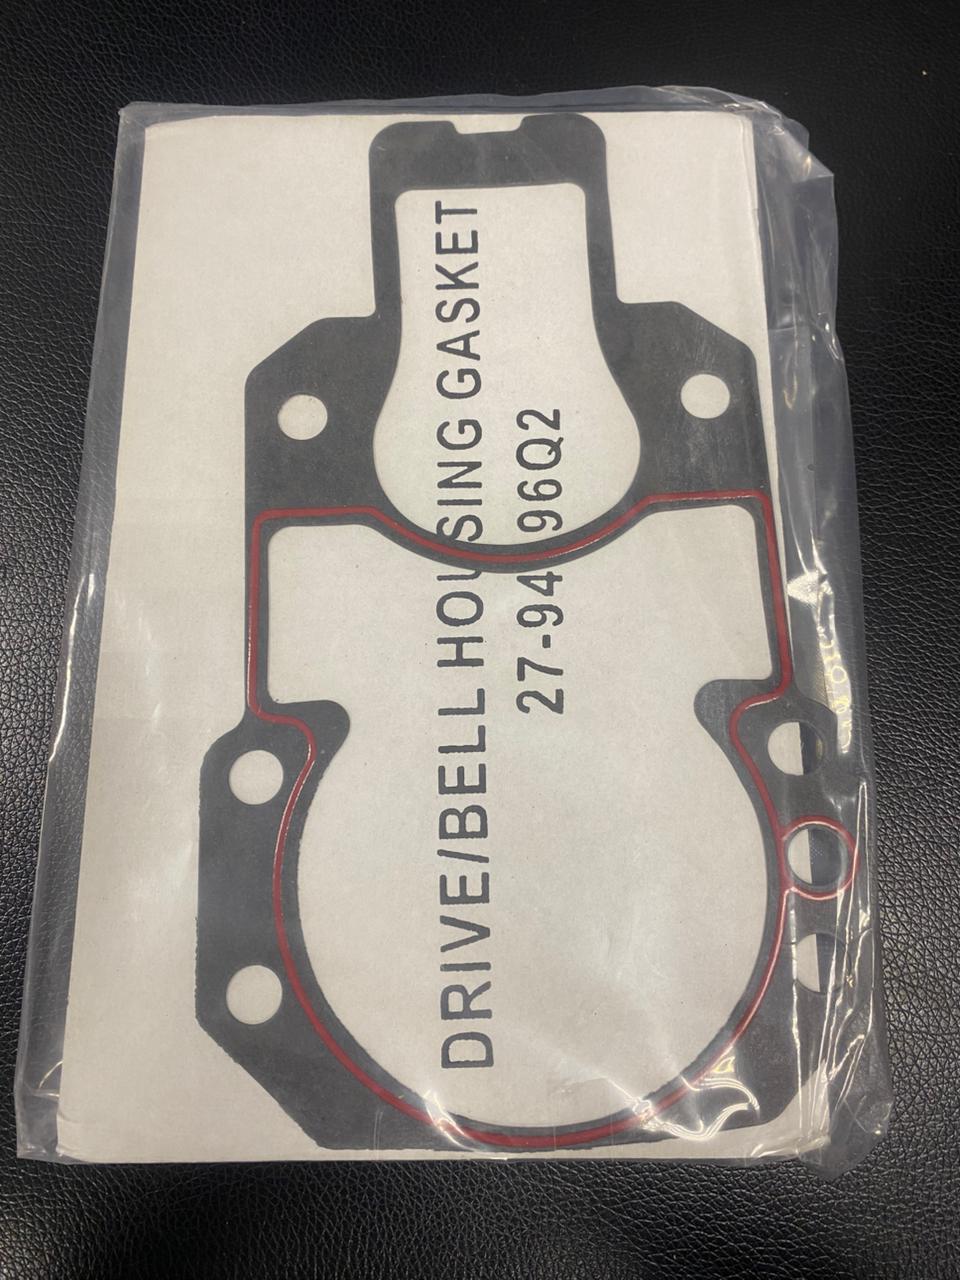 DRIVE/BELL HOUSING GASKET
27-94 96Q2